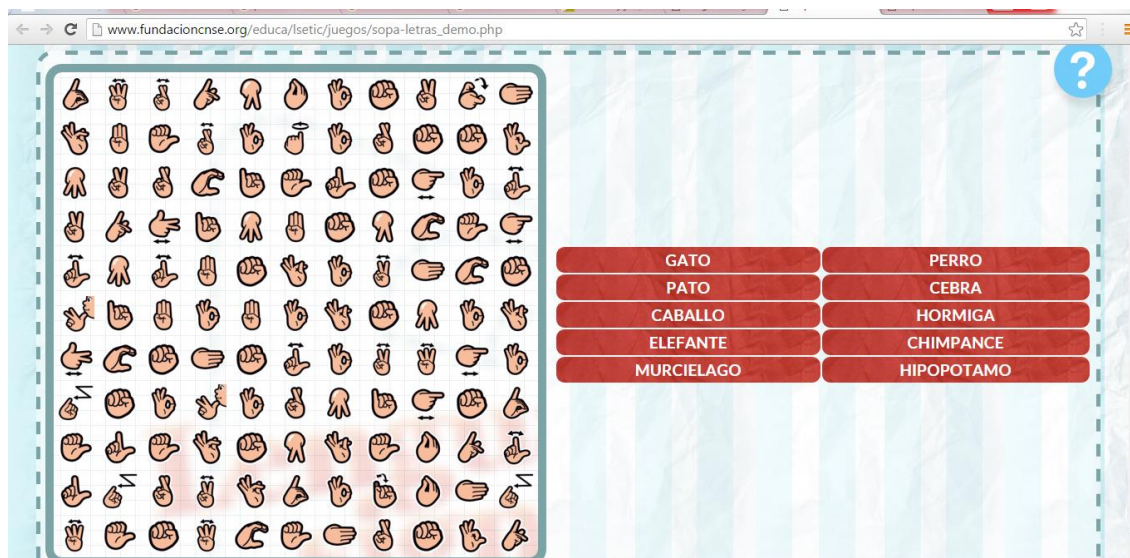 www.fundacioncnse.org/educa/lsetic/juegos/sopa-letras_demo.php
?
GATO PERRO
PATO CEBRA
CABALLO HORMIGA
ELEFANTE CHIMPANCE
MURCIELAGO HIPOPOTAMO